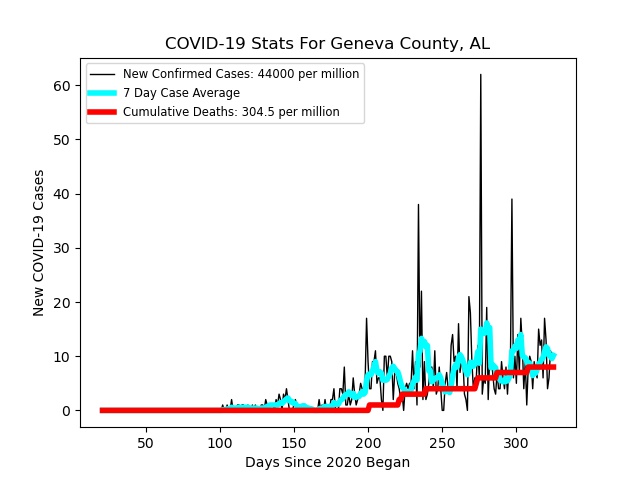 COVID-19 Stats For Geneva County, AL
New Confirmed Cases: 44000 per million
7 Day Case Average
Cumulative Deaths: 304.5 per million
New COVID-19 Cases
60
50
40
30
20
10
0
50 100 150 200 250 300
Days Since 2020 Began